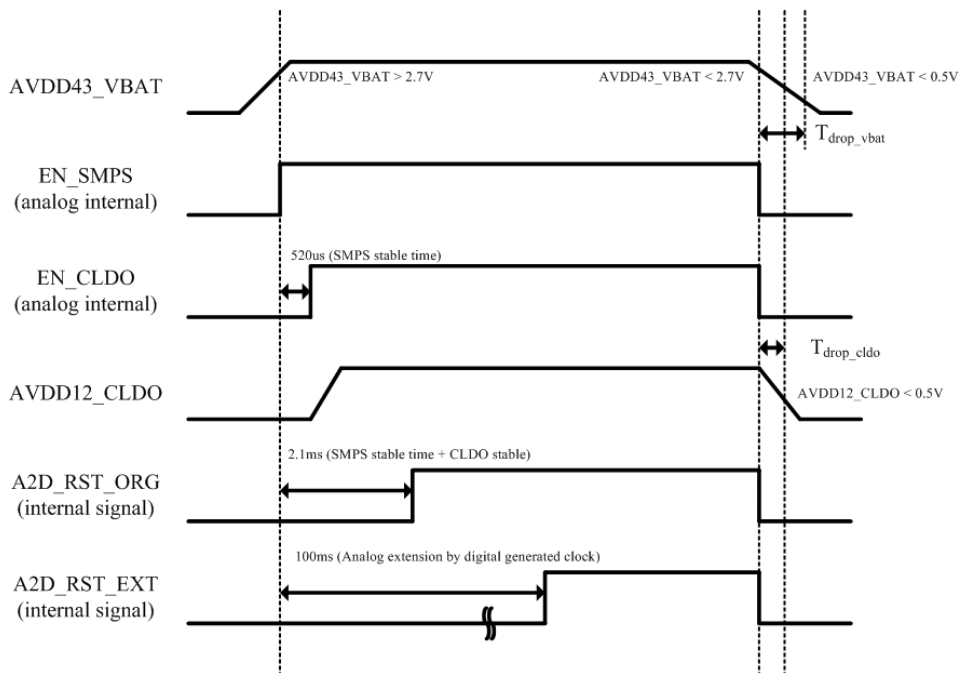 AVDD43_VBAT
AVDD43_VBAT > 2.7V
AVDD43_VBAT < 2.7V
AVDD43_VBAT < 0.5V
Tdrop_vbat
EN_SMPS
(analog internal)
520us (SMPS stable time)
EN_CLDO
(analog internal)
Tdrop_cldo
AVDD12_CLDO
AVDD12_CLDO < 0.5V
2.1ms (SMPS stable time + CLDO stable)
A2D_RST_ORG
(internal signal)
100ms (Analog extension by digital generated clock)
A2D_RST_EXT
(internal signal)